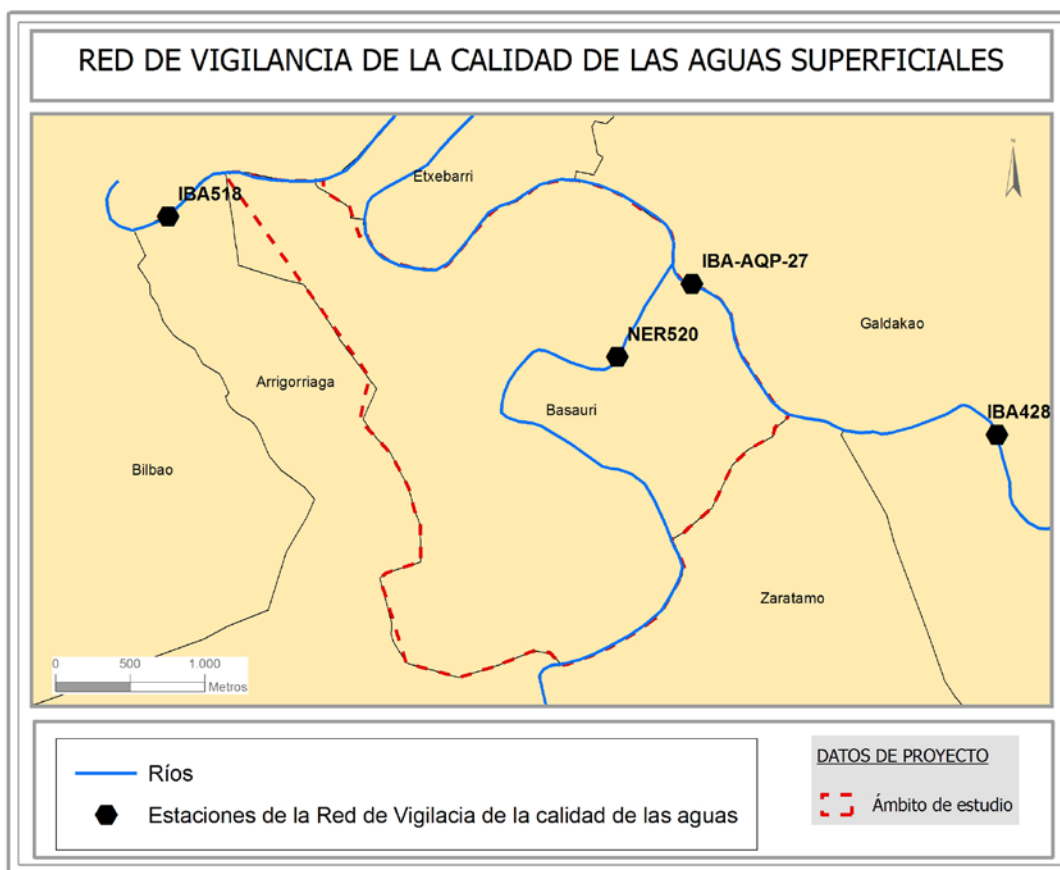 RED DE VIGILANCIA DE LA CALIDAD DE LAS AGUAS SUPERFICIALES
Etxebarri
N
IBA518
IBA-AQP-27
Galdakao
NER520
Arrigorriaga
Basauri
IBA428
Bilbao
Zaratamo
0 500 1.000
Metros
Ríos
Estaciones de la Red de Vigilacia de la calidad de las aguas
DATOS DE PROYECTO
Ámbito de estudio